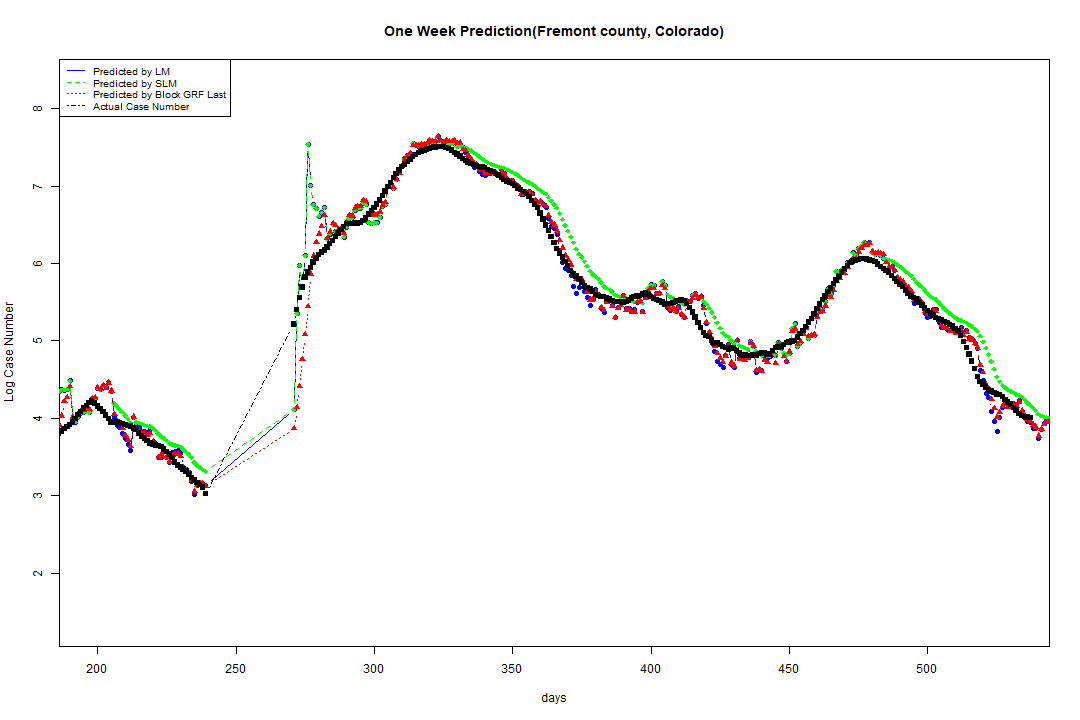 One Week Prediction(Fremont county, Colorado)
Predicted by LM
Predicted by SLM
Predicted by Block GRF Last
Actual Case Number
8
7
6
5
4
3
2
Log Case Number
200 250 300 350 400 450 500
days